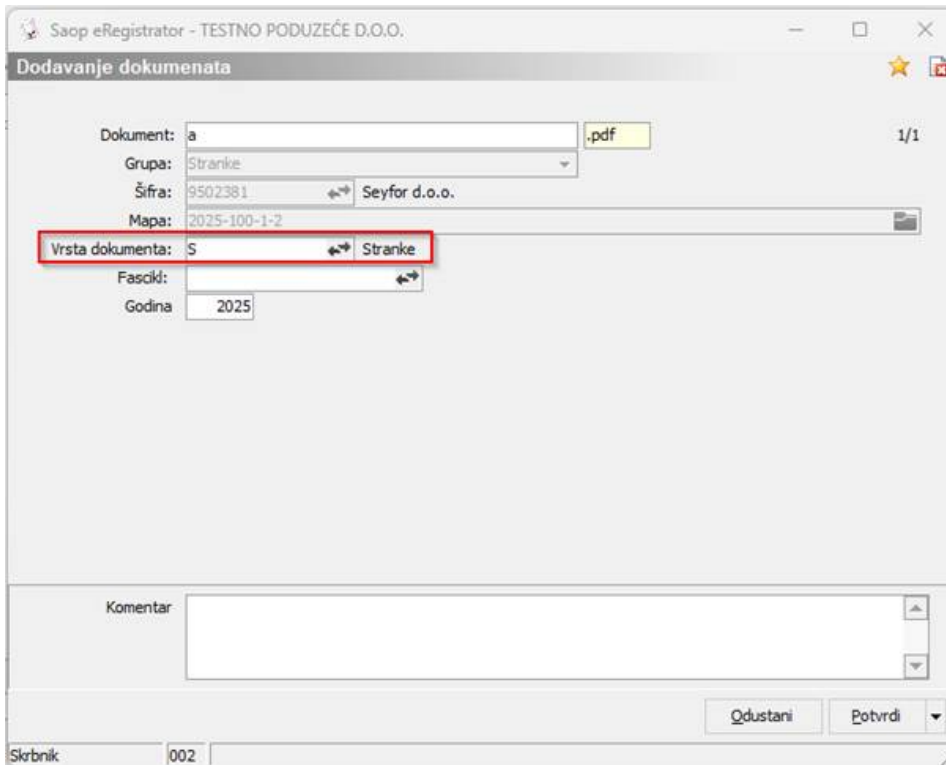 Saop eRegistrator - TESTNO PODUZEĆE D.O.O.
Dodavanje dokumenata
Dokument: a .pdf 1/1
Grupa: Stranke
Šifra: 9502381 Seyfor d.o.o.
Mapa: 2025-100-1-2
Vrsta dokumenta: S Stranke
Fascikl:
Godina 2025
Komentar
Odustani Potvrdi
Skrbnik 002